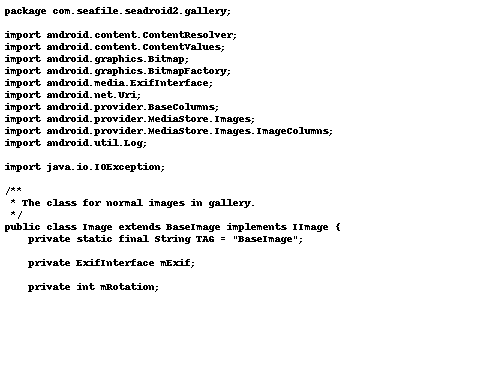 package com.seafile.seadroid2.gallery;

import android.content.ContentResolver;
import android.content.ContentValues;
import android.graphics.Bitmap;
import android.graphics.BitmapFactory;
import android.media.ExifInterface;
import android.net.Uri;
import android.provider.BaseColumns;
import android.provider.MediaStore.Images;
import android.provider.MediaStore.Images.ImageColumns;
import android.util.Log;

import java.io.IOException;

/**
 * The class for normal images in gallery.
 */
public class Image extends BaseImage implements IImage {
    private static final String TAG = "BaseImage";

    private ExifInterface mExif;

    private int mRotation;